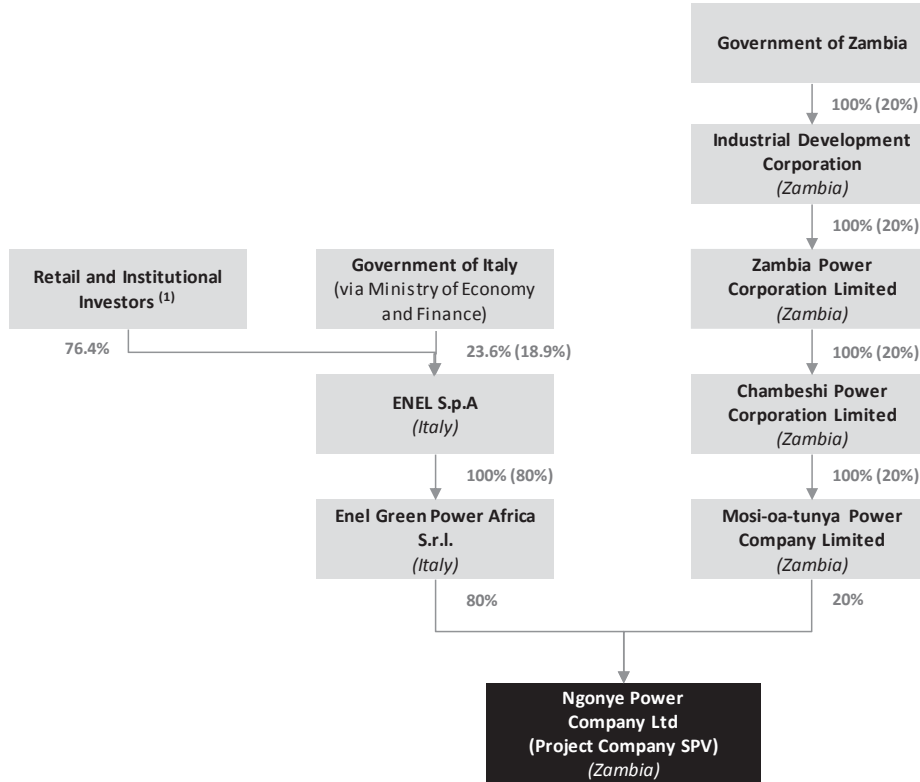 Government of Zambia
100% (20%)
Industrial Development
Corporation
(Zambia)
100% (20%)
Retail and Institutional
Investors (1)
Government of Italy
(via Ministry of Economy
and Finance)
Zambia Power
Corporation Limited
(Zambia)
76.4%
23.6% (18.9%)
100% (20%)
ENEL S.p.A
(Italy)
Chambeshi Power
Corporation Limited
(Zambia)
100% (80%)
100% (20%)
Enel Green Power Africa
S.r.l.
(Italy)
Mosi-oa-tunya Power
Company Limited
(Zambia)
80%
20%
Ngonye Power
Company Ltd
(Project Company SPV)
(Zambia)